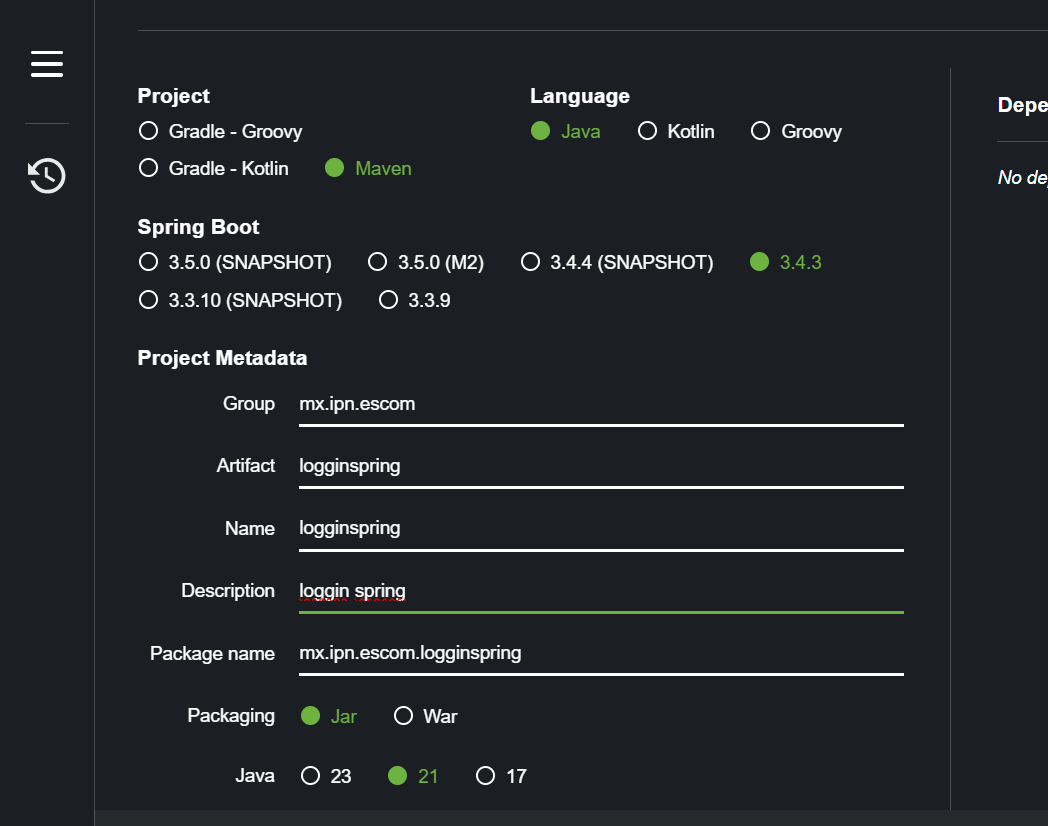 Project
Gradle - Groovy
Gradle - Kotlin Maven
Language
Java Kotlin Groovy
Spring Boot
3.5.0 (SNAPSHOT) 3.5.0 (M2) 3.4.4 (SNAPSHOT) 3.4.3
3.3.10 (SNAPSHOT) 3.3.9
Project Metadata
Group mx.ipn.escom
Artifact logginspring
Name logginspring
Description loggin spring
Package name mx.ipn.escom.logginspring
Packaging Jar War
Java 23 21 17
Depe
No de